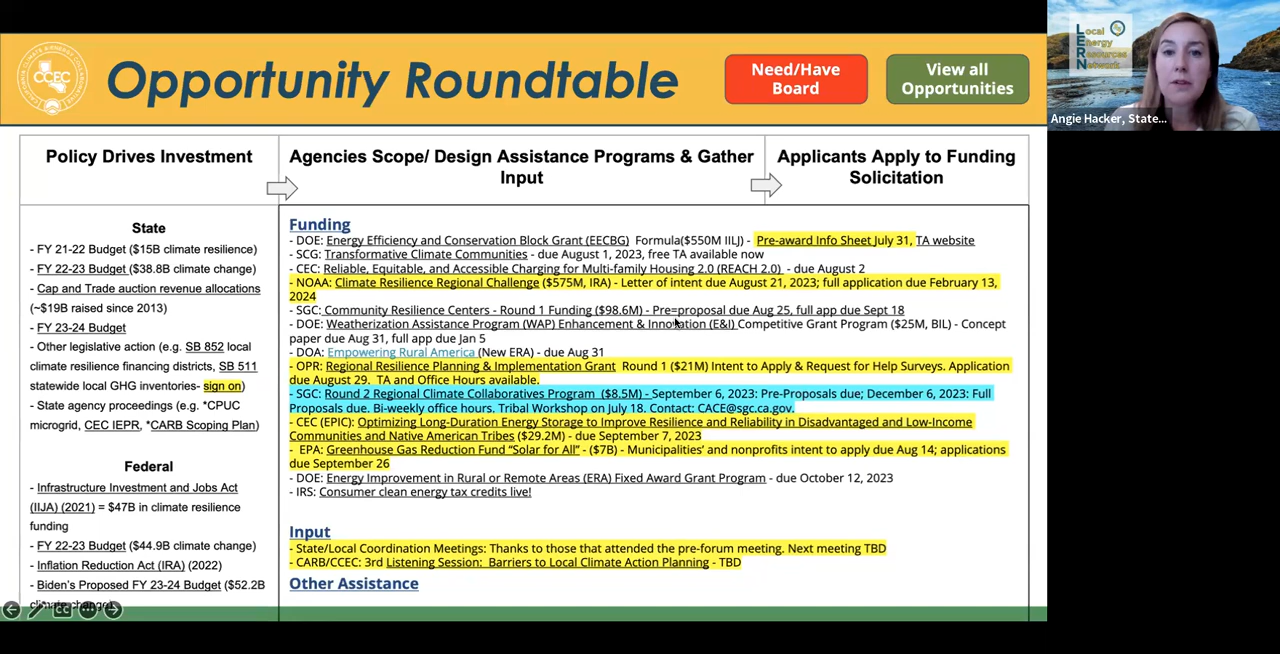 CCEC
Opportunity Roundtable
Need/Have
Board
View all
Opportunities
Local
Energy
Resources
Network
Angie Hacker, State...
Policy Drives Investment
Agencies Scope/ Design Assistance Programs & Gather
Input
Applicants Apply to Funding
Solicitation
State
- FY 21-22 Budget ($15B climate resilience)
- FY 22-23 Budget ($38.8B climate change)
- Cap and Trade auction revenue allocations
(~$19B raised since 2013)
- FY 23-24 Budget
- Other legislative action (e.g. SB 852 local
climate resilience financing districts, SB 511
statewide local GHG inventories- sign on)
- State agency proceedings (e.g. *CPUC
microgrid, CEC IEPR, *CARB Scoping Plan)
Federal
- Infrastructure Investment and Jobs Act
(IIJA) (2021) = $47B in climate resilience
funding
- FY 22-23 Budget ($44.9B climate change)
- Inflation Reduction Act (IRA) (2022)
- Biden's Proposed FY 23-24 Budget ($52.2B
climate change)
CC
Funding
- DOE: Energy Efficiency and Conservation Block Grant (EECBG) Formula($550M IILJ) - Pre-award Info Sheet July 31, TA website
- SCG: Transformative Climate Communities - due August 1, 2023, free TA available now
- CEC: Reliable, Equitable, and Accessible Charging for Multi-family Housing 2.0 (REACH 2.0) - due August 2
- NOAA: Climate Resilience Regional Challenge ($575M, IRA) - Letter of intent due August 21, 2023; full application due February 13,
2024
- SGC: Community Resilience Centers - Round 1 Funding ($98.6M) - Pre=proposal due Aug 25, full app due Sept 18
- DOE: Weatherization Assistance Program (WAP) Enhancement & Innovation (E&I) Competitive Grant Program ($25M, BIL) - Concept
paper due Aug 31, full app due Jan 5
- DOA: Empowering Rural America (New ERA) - due Aug 31
- OPR: Regional Resilience Planning & Implementation Grant Round 1 ($21M) Intent to Apply & Request for Help Surveys. Application
due August 29. TA and Office Hours available.
- SGC: Round 2 Regional Climate Collaboratives Program ($8.5M) - September 6, 2023: Pre-Proposals due; December 6, 2023: Full
Proposals due. Bi-weekly office hours. Tribal Workshop on July 18. Contact: CACE@sgc.ca.gov.
- CEC (EPIC): Optimizing Long-Duration Energy Storage to Improve Resilience and Reliability in Disadvantaged and Low-Income
Communities and Native American Tribes ($29.2M) - due September 7, 2023
- EPA: Greenhouse Gas Reduction Fund "Solar for All" - ($7B) - Municipalities' and nonprofits intent to apply due Aug 14; applications
due September 26
- DOE: Energy Improvement in Rural or Remote Areas (ERA) Fixed Award Grant Program - due October 12, 2023
- IRS: Consumer clean energy tax credits live!
Input
- State/Local Coordination Meetings: Thanks to those that attended the pre-forum meeting. Next meeting TBD
- CARB/CCEC: 3rd Listening Session: Barriers to Local Climate Action Planning - TBD
Other Assistance